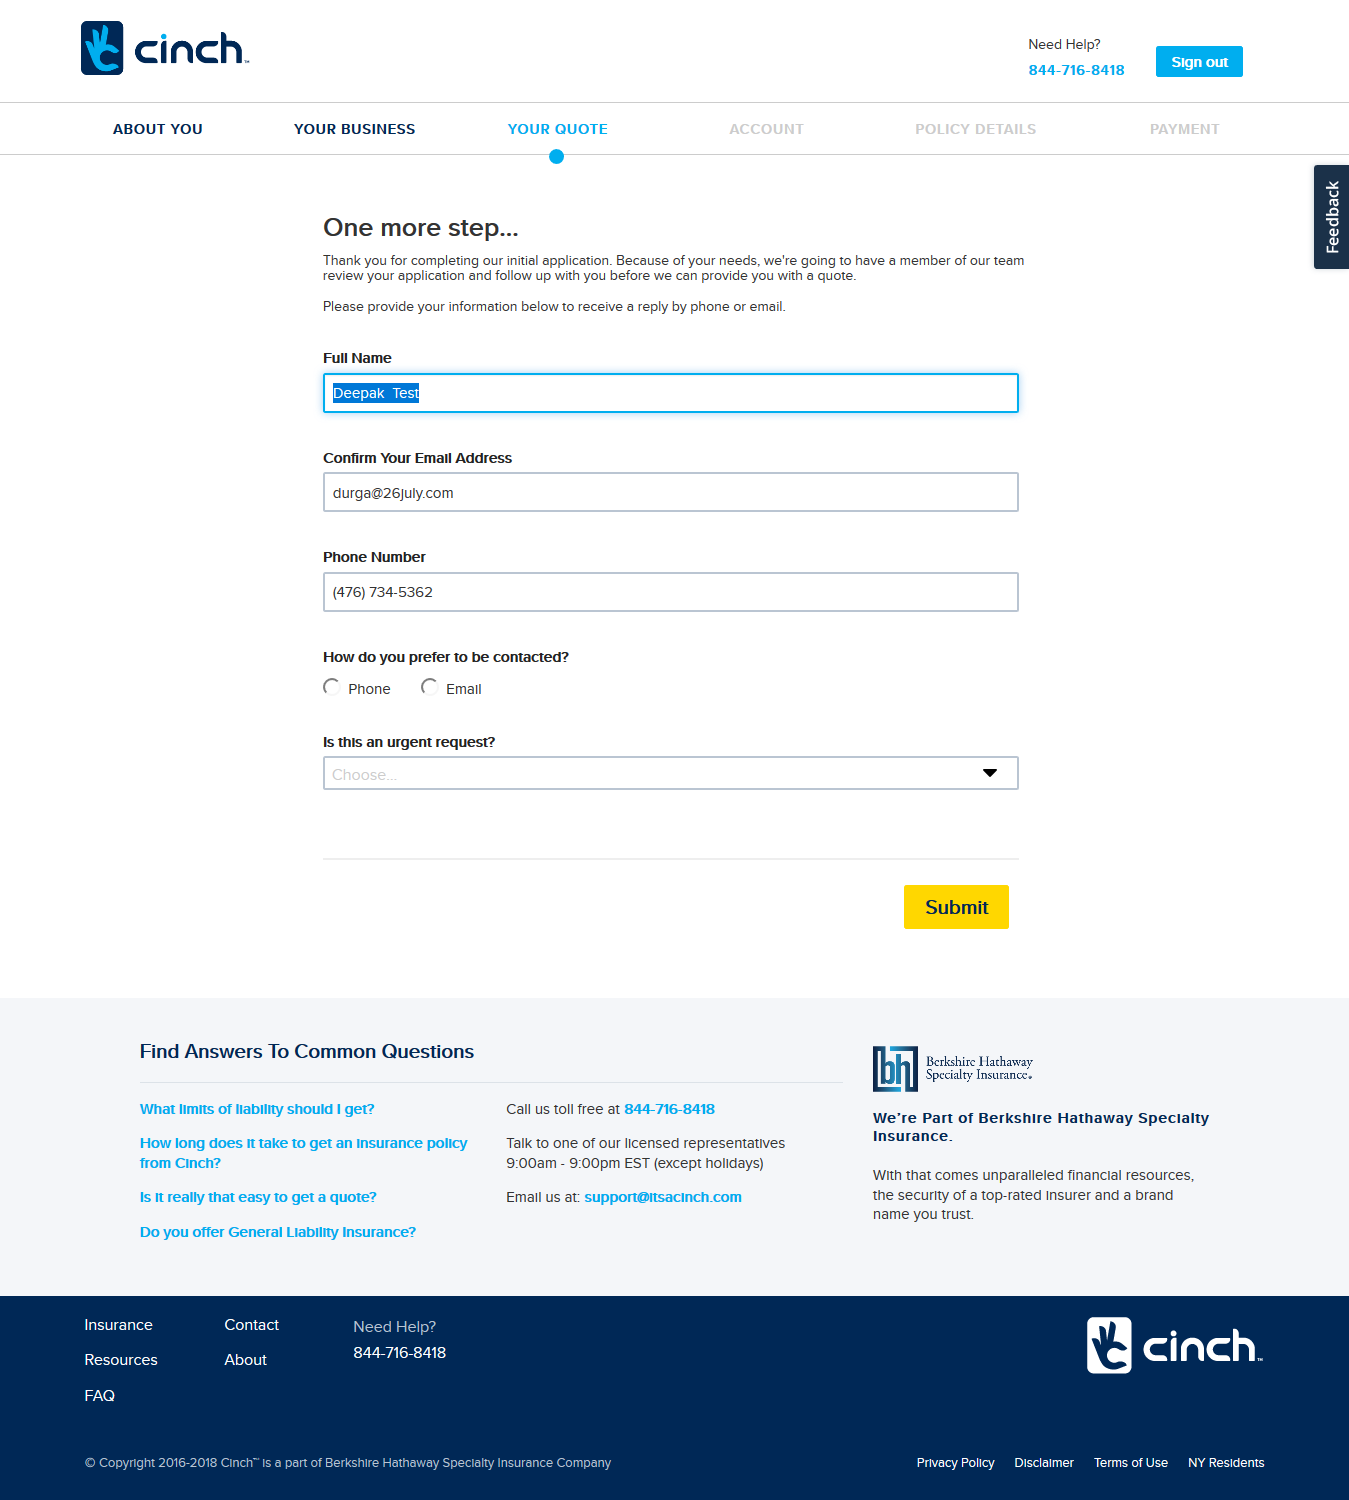 cinch™
Need Help?
844-716-8418
Sign out
ABOUT YOU
YOUR BUSINESS
YOUR QUOTE
ACCOUNT
POLICY DETAILS
PAYMENT
Feedback
One more step...
Thank you for completing our initial application. Because of your needs, we're going to have a member of our team
review your application and follow up with you before we can provide you with a quote.
Please provide your information below to receive a reply by phone or email.
Full Name
Deepak  Test
Confirm Your Email Address
durga@26july.com
Phone Number
(476) 734-5362
How do you prefer to be contacted?
Phone
Email
Is this an urgent request?
Choose...
Submit
Find Answers To Common Questions
What limits of liability should I get?
How long does it take to get an insurance policy
from Cinch?
Is it really that easy to get a quote?
Do you offer General Liability Insurance?
Call us toll free at 844-716-8418
Talk to one of our licensed representatives
9:00am - 9:00pm EST (except holidays)
Email us at: support@itsacinch.com
bh
Berkshire Hathaway
Specialty Insurance®
We're Part of Berkshire Hathaway Specialty
Insurance.
With that comes unparalleled financial resources,
the security of a top-rated insurer and a brand
name you trust.
Insurance
Resources
FAQ
Contact
About
Need Help?
844-716-8418
cinch™
© Copyright 2016-2018 Cinch™ is a part of Berkshire Hathaway Specialty Insurance Company
Privacy Policy
Disclaimer
Terms of Use
NY Residents